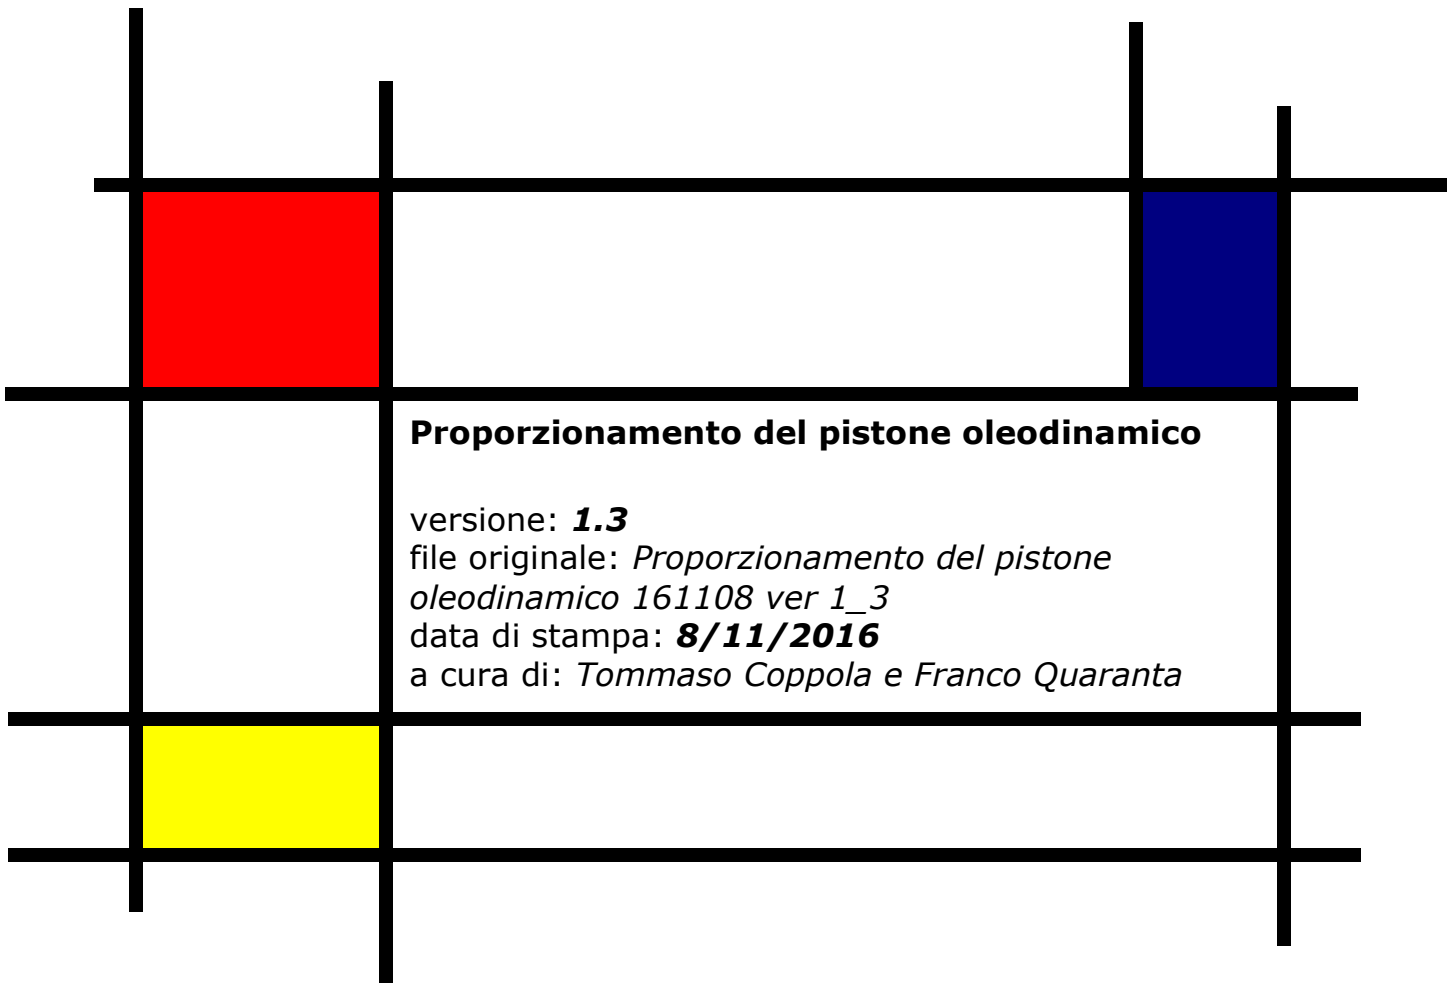 Proporzionamento del pistone oleodinamico
versione: 1.3
file originale: Proporzionamento del pistone
oleodinamico 161108 ver 1_3
data di stampa: 8/11/2016
a cura di: Tommaso Coppola e Franco Quaranta